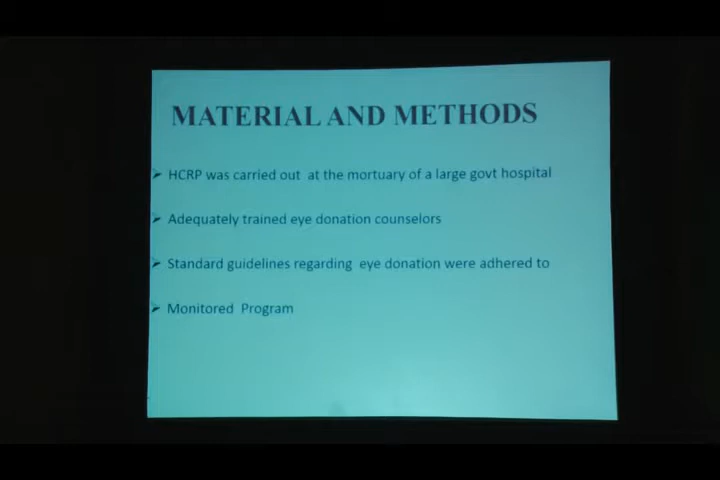 MATERIAL AND METHODS
➢ HCRP was carried out at the mortuary of a large govt hospital
➢ Adequately trained eye donation counselors
➢ Standard guidelines regarding eye donation were adhered to
➢ Monitored Program